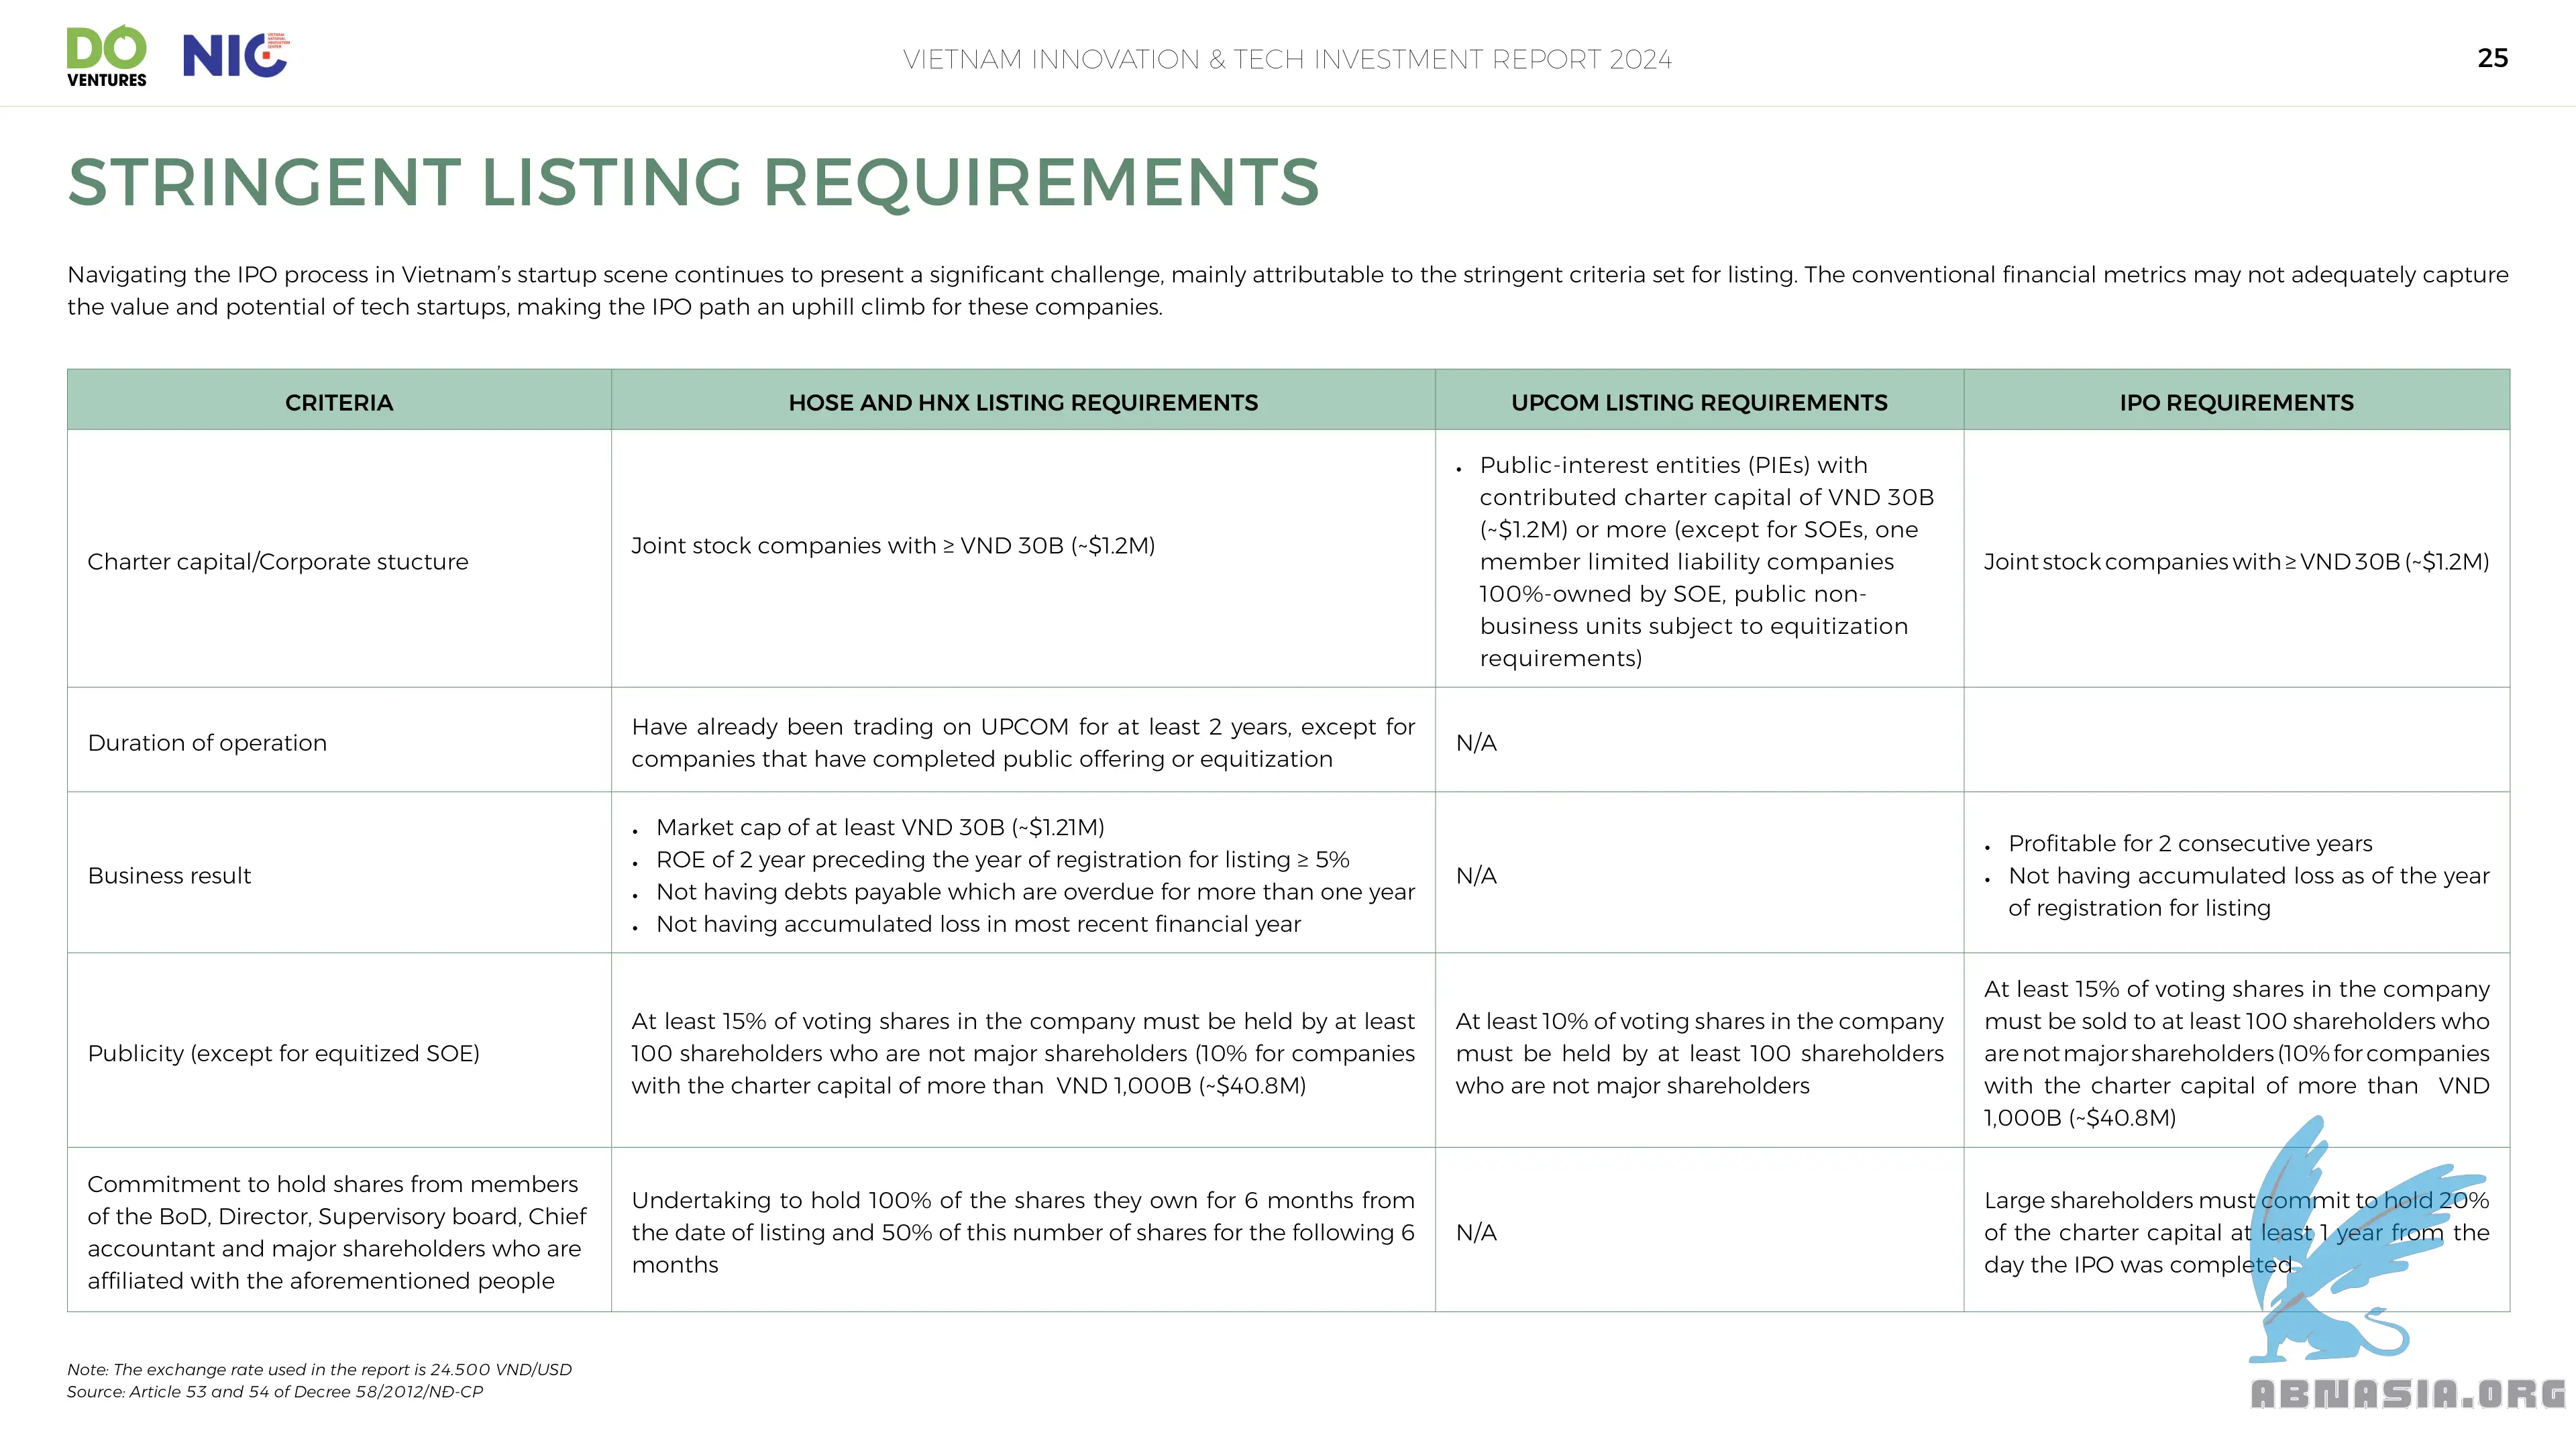 DO
VENTURES
NIC
VIETNAM
NATIONAL
INNOVATION
CENTER
VIETNAM INNOVATION & TECH INVESTMENT REPORT 2024
25
STRINGENT LISTING REQUIREMENTS
Navigating the IPO process in Vietnam's startup scene continues to present a significant challenge, mainly attributable to the stringent criteria set for listing. The conventional financial metrics may not adequately capture
the value and potential of tech startups, making the IPO path an uphill climb for these companies.
CRITERIA
HOSE AND HNX LISTING REQUIREMENTS
UPCOM LISTING REQUIREMENTS
IPO REQUIREMENTS
Charter capital/Corporate stucture
Joint stock companies with ≥ VND 30B (~$1.2M)
• Public-interest entities (PIEs) with
contributed charter capital of VND 30B
(~$1.2M) or more (except for SOEs, one
member limited liability companies
100%-owned by SOE, public non-
business units subject to equitization
requirements)
Joint stock companies with ≥ VND 30B (~$1.2M)
Duration of operation
Have already been trading on UPCOM for at least 2 years, except for
companies that have completed public offering or equitization
N/A
Business result
• Market cap of at least VND 30B (~$1.21M)
• ROE of 2 year preceding the year of registration for listing ≥ 5%
• Not having debts payable which are overdue for more than one year
• Not having accumulated loss in most recent financial year
N/A
• Profitable for 2 consecutive years
• Not having accumulated loss as of the year
of registration for listing
Publicity (except for equitized SOE)
At least 15% of voting shares in the company must be held by at least
100 shareholders who are not major shareholders (10% for companies
with the charter capital of more than VND 1,000B (~$40.8M)
At least 10% of voting shares in the company
must be held by at least 100 shareholders
who are not major shareholders
At least 15% of voting shares in the company
must be sold to at least 100 shareholders who
are not major shareholders (10% for companies
with the charter capital of more than VND
1,000B (~$40.8M)
Commitment to hold shares from members
of the BoD, Director, Supervisory board, Chief
accountant and major shareholders who are
affiliated with the aforementioned people
Undertaking to hold 100% of the shares they own for 6 months from
the date of listing and 50% of this number of shares for the following 6
months
N/A
Large shareholders must commit to hold 20%
of the charter capital at least 1 year from the
day the IPO was completed
Note: The exchange rate used in the report is 24.500 VND/USD
Source: Article 53 and 54 of Decree 58/2012/NĐ-CP
ABNASIA.ORG